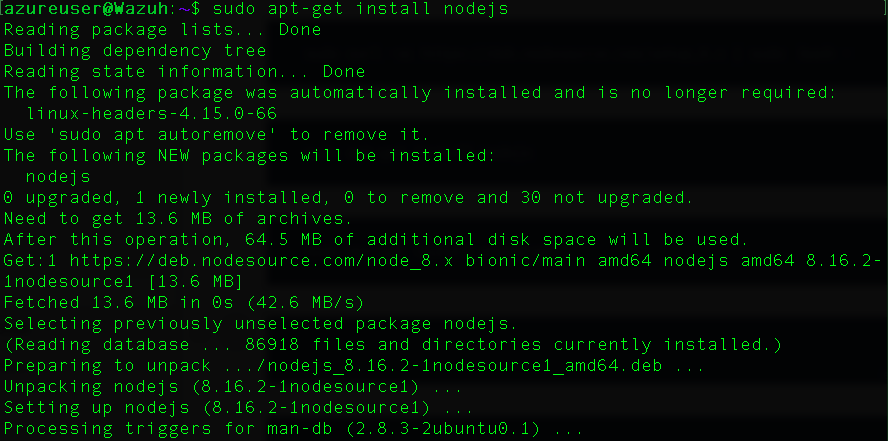 [azureuser@Wazuh:~$ sudo apt-get install nodejs
Reading package lists... Done
Building dependency tree
Reading state information... Done
The following package was automatically installed and is no longer required:
  linux-headers-4.15.0-66
Use 'sudo apt autoremove' to remove it.
The following NEW packages will be installed:
  nodejs
0 upgraded, 1 newly installed, 0 to remove and 30 not upgraded.
Need to get 13.6 MB of archives.
After this operation, 64.5 MB of additional disk space will be used.
Get:1 https://deb.nodesource.com/node_8.x bionic/main amd64 nodejs amd64 8.16.2-
1nodesource1 [13.6 MB]
Fetched 13.6 MB in 0s (42.6 MB/s)
Selecting previously unselected package nodejs.
(Reading database ... 86918 files and directories currently installed.)
Preparing to unpack .../nodejs_8.16.2-1nodesource1_amd64.deb ...
Unpacking nodejs (8.16.2-1nodesource1) ...
Setting up nodejs (8.16.2-1nodesource1) ...
Processing triggers for man-db (2.8.3-2ubuntu0.1) ...